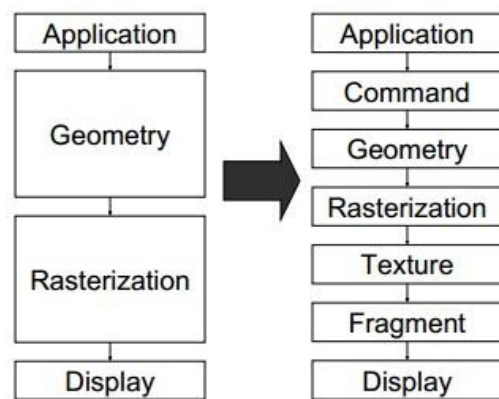 Application
Geometry
Rasterization
Display
Application
Command
Geometry
Rasterization
Texture
Fragment
Display